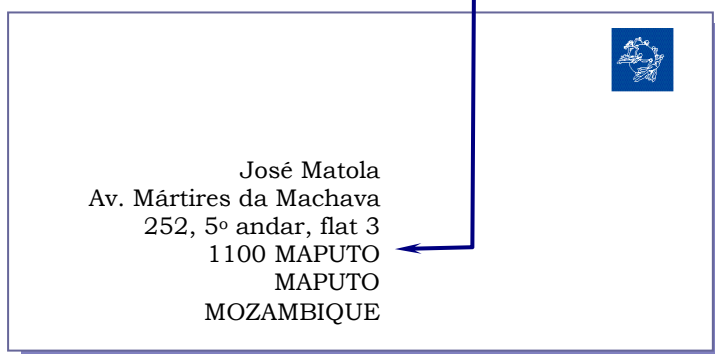 José Matola
Av. Mártires da Machava
252, 5º andar, flat 3
1100 MAPUTO
MAPUTO
MOZAMBIQUE